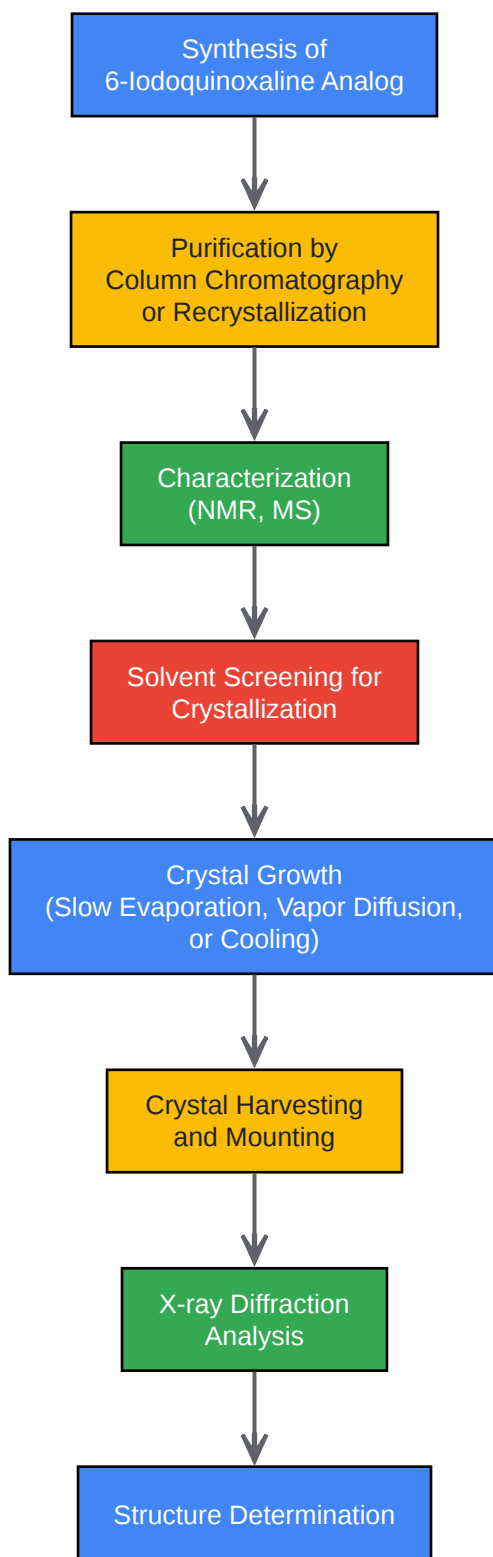 Synthesis of
6-Iodoquinoxaline Analog
Purification by
Column Chromatography
or Recrystallization
Characterization
(NMR, MS)
Solvent Screening for
Crystallization
Crystal Growth
(Slow Evaporation, Vapor Diffusion,
or Cooling)
Crystal Harvesting
and Mounting
X-ray Diffraction
Analysis
Structure Determination